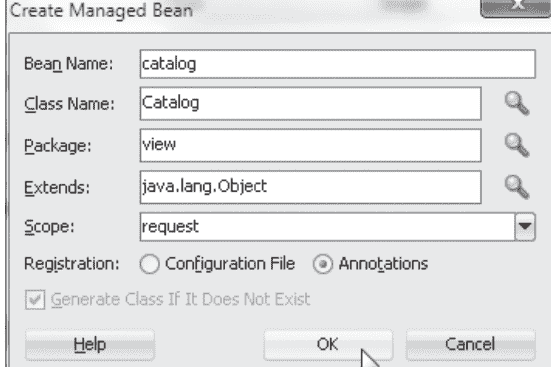 Create Managed Bean
Bean Name: catalog
Class Name: Catalog
Package: view
Extends: java.lang.Object
Scope: request
Registration: Configuration File Annotations
Generate Class If It Does Not Exist
Help OK Cancel